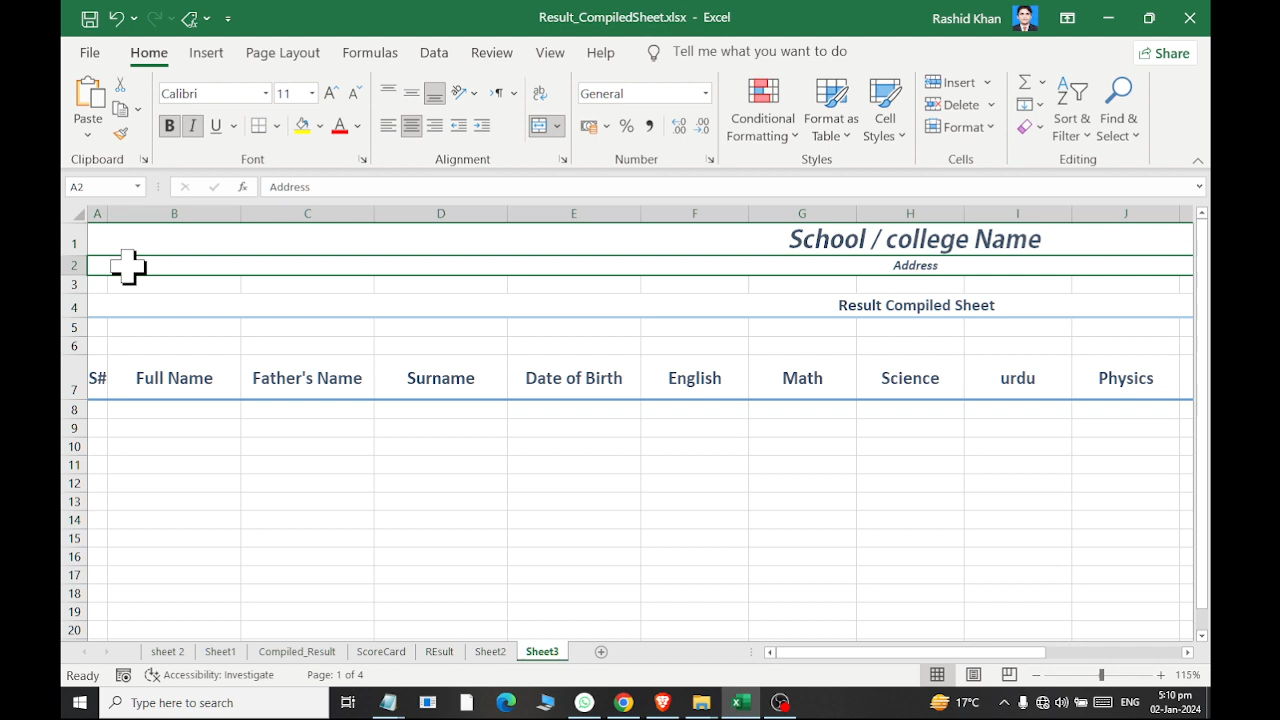 Result_CompiledSheet.xlsx - Excel
Rashid Khan
File Home Insert Page Layout Formulas Data Review View Help Tell me what you want to do Share
Paste
Calibri 11
B I U
A A
General
% ,
Conditional Formatting
Format as Table
Cell Styles
Insert
Delete
Format
Sort & Filter
Find & Select
Clipboard Font Alignment Number Styles Cells Editing
A2 fx Address
A B C D E F G H I J
1 School / college Name
2 Address
3
4 Result Compiled Sheet
5
6
7 S# Full Name Father's Name Surname Date of Birth English Math Science urdu Physics
8
9
10
11
12
13
14
15
16
17
18
19
20
sheet 2 Sheet1 Compiled_Result ScoreCard REsult Sheet2 Sheet3
Ready Accessibility: Investigate Page: 1 of 4 115%
Type here to search 17°C ENG 5:10 pm
02-Jan-2024